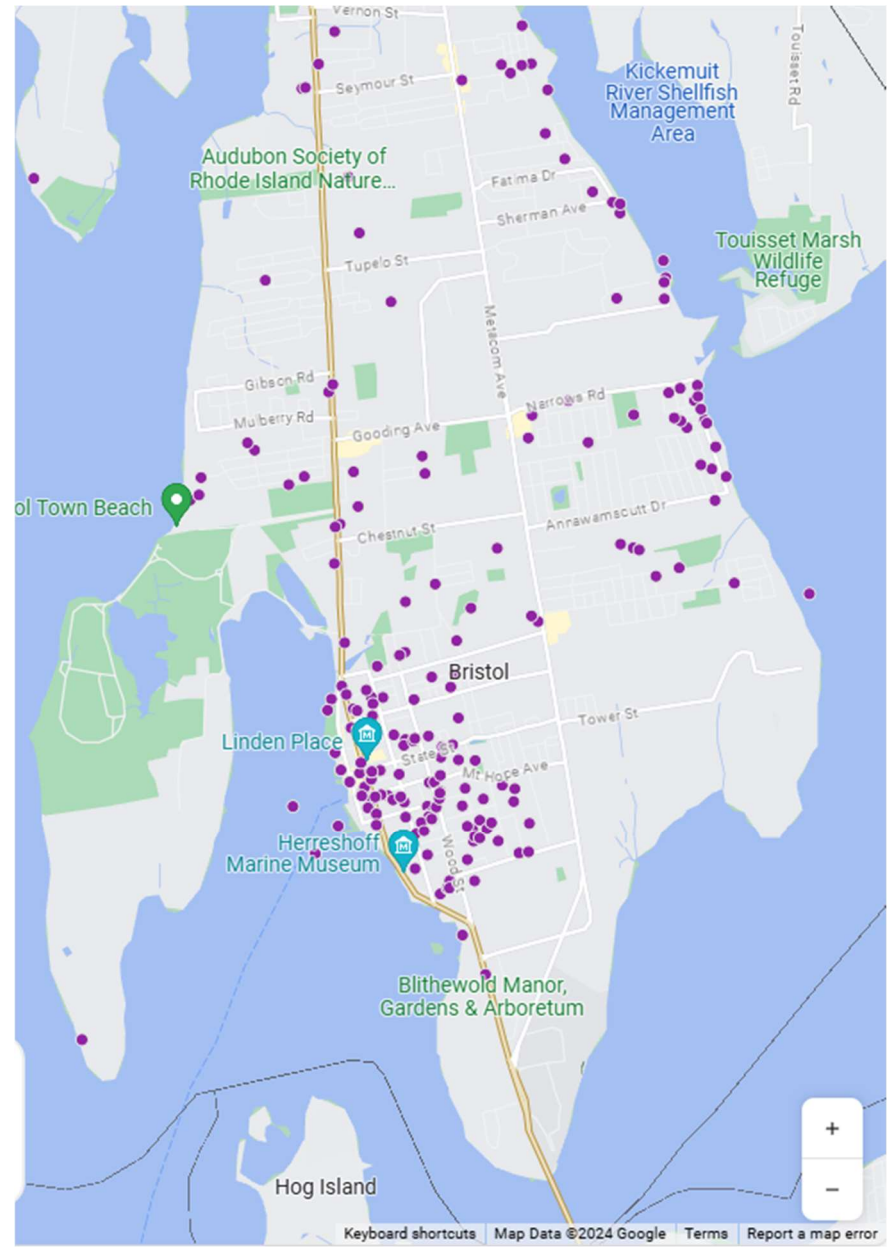 Vernon St
Seymour St
Touisset Rd
Kickemuit
River Shellfish
Management
Area
Audubon Society of
Rhode Island Nature...
Fatima Dr
Sherman Ave
Touisset Marsh
Wildlife
Refuge
Tupelo St
Metacom Ave
Gibson Rd
Narrows Rd
Mulberry Rd
Gooding Ave
ol Town Beach
Annawamscutt Dr
Chestnut St
Bristol
Tower St
Linden Place
State St
Mt Hope Ave
Herreshoff
Marine Museum
Wood St
Blithewold Manor,
Gardens & Arboretum
Hog Island
+
−
Keyboard shortcuts Map Data ©2024 Google Terms Report a map error